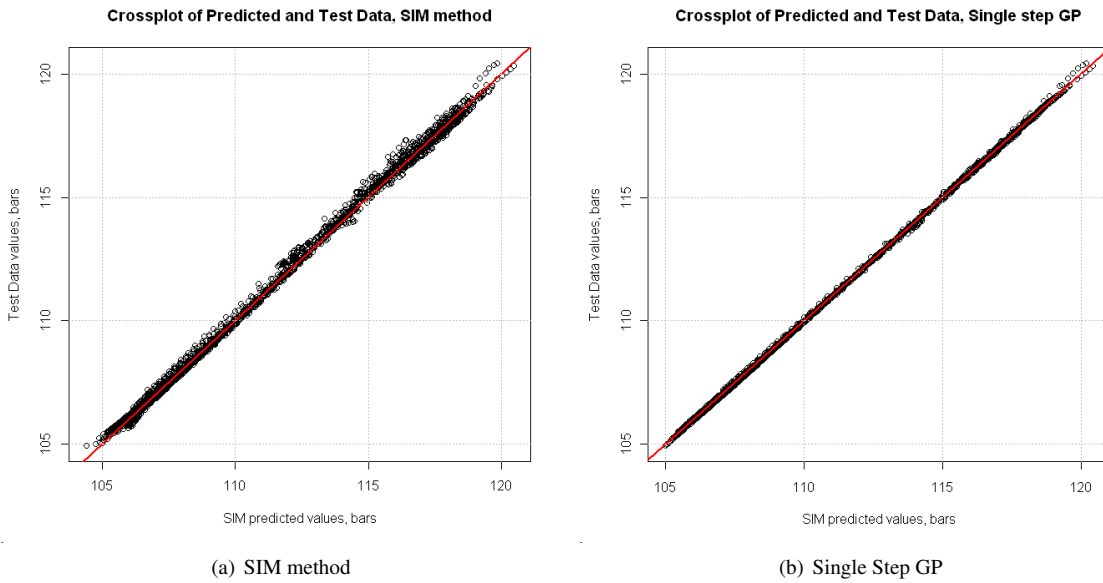 Crossplot of Predicted and Test Data, SIM method
Test Data values, bars
120
115
110
105
105 110 115 120
SIM predicted values, bars
(a) SIM method
Crossplot of Predicted and Test Data, Single step GP
Test Data values, bars
120
115
110
105
105 110 115 120
SIM predicted values, bars
(b) Single Step GP